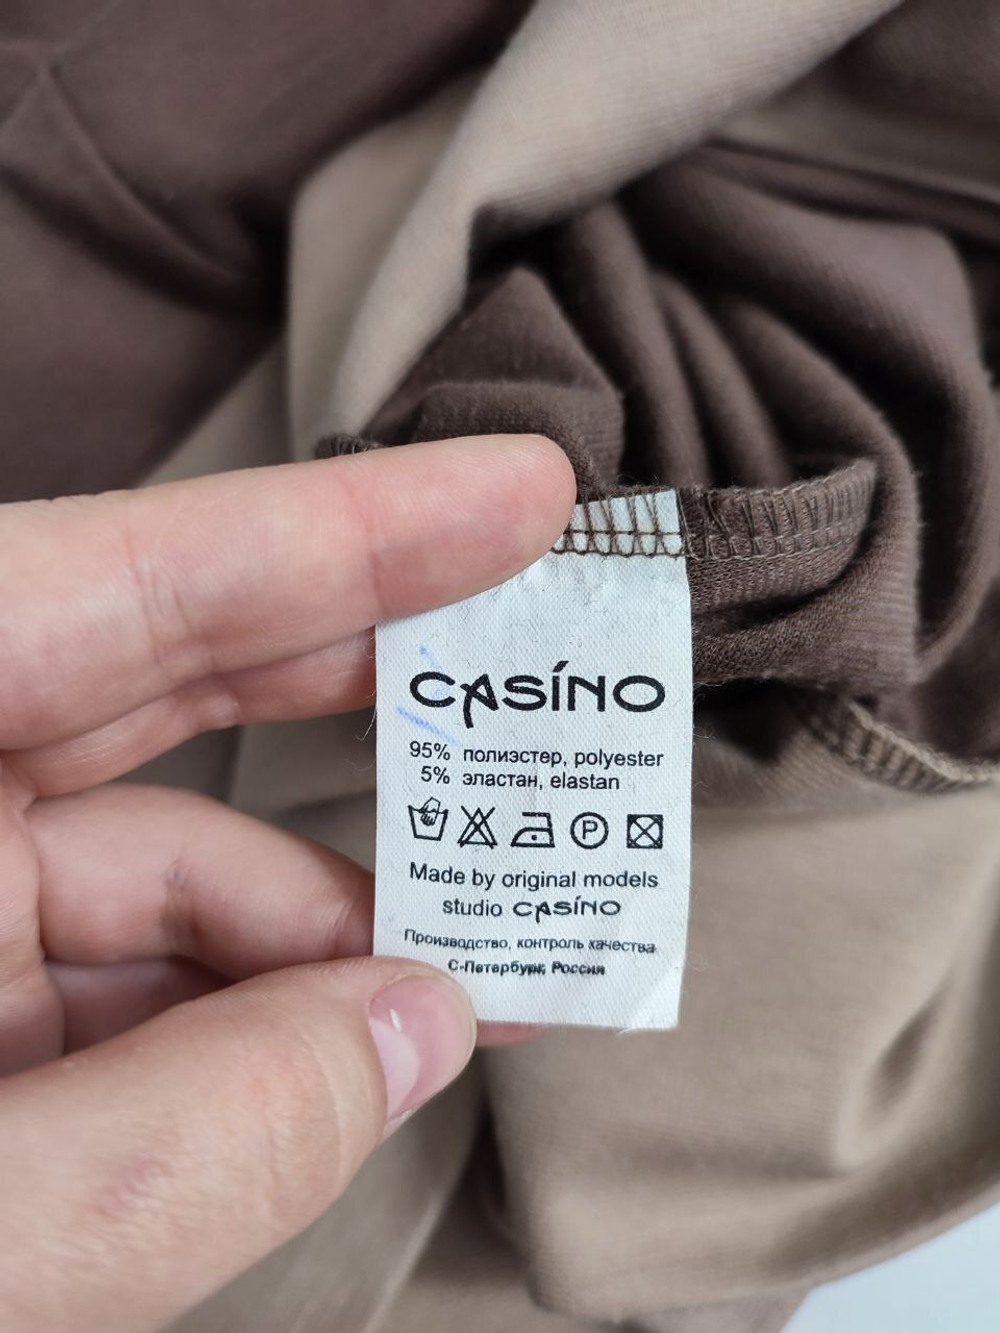 CASÍNO
95% полиэстер, polyester
5% эластан, elastan
P
Made by original models
studio CASÍNO
Производство, контроль качества
С-Петербург, Россия